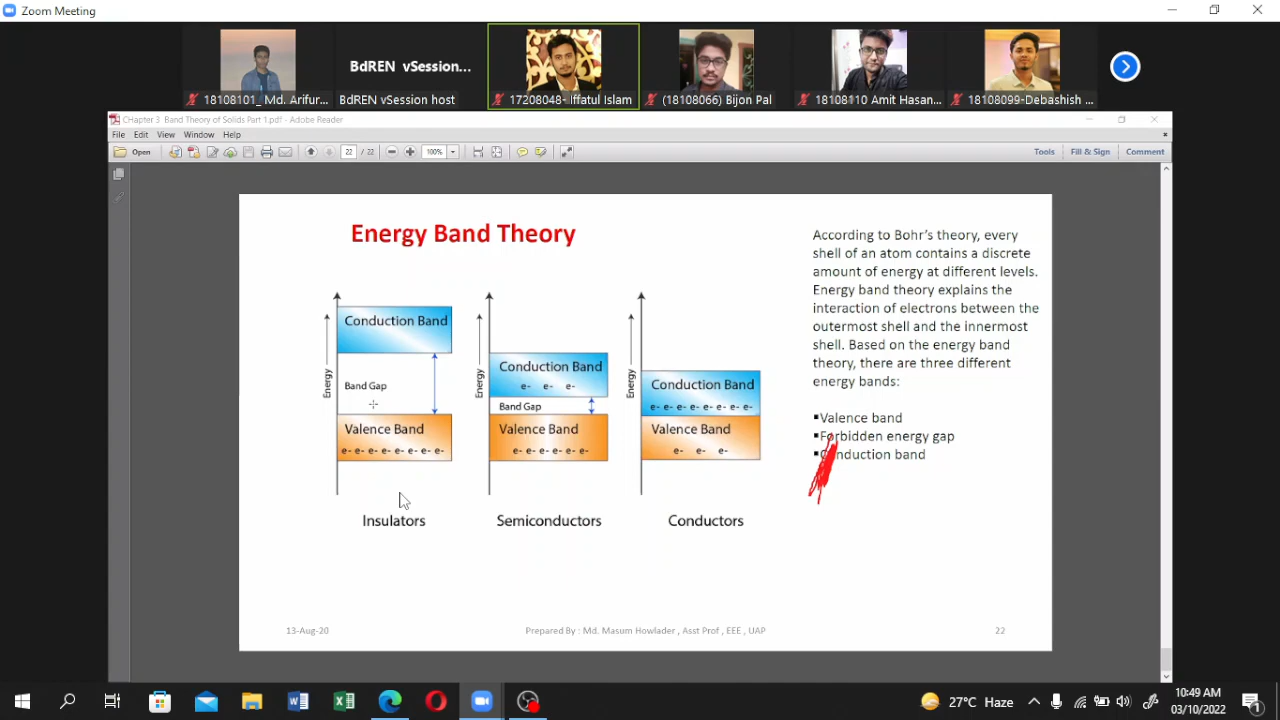 Zoom Meeting
18108101_ Md. Arifur...
BdREN vSession...
BdREN vSession host
17208048- Iffatul Islam
(18108066) Bijon Pal
18108110 Amit Hasan...
18108099-Debashish ...
CHapter 3 Band Theory of Solids Part 1.pdf - Adobe Reader
File Edit View Window Help
Open 22 / 22 100% Tools Fill & Sign Comment
Energy Band Theory
Energy
Conduction Band
Band Gap
Valence Band
e- e- e- e- e- e- e-
Insulators
Energy
Conduction Band
e- e- e-
Band Gap
Valence Band
e- e- e- e- e- e-
Semiconductors
Energy
Conduction Band
e- e- e- e- e- e- e-
Valence Band
e- e- e-
Conductors
According to Bohr's theory, every
shell of an atom contains a discrete
amount of energy at different levels.
Energy band theory explains the
interaction of electrons between the
outermost shell and the innermost
shell. Based on the energy band
theory, there are three different
energy bands:
▪Valence band
▪Forbidden energy gap
▪Conduction band
13-Aug-20 Prepared By : Md. Masum Howlader , Asst Prof , EEE , UAP 22
27°C Haze
10:49 AM
03/10/2022
1